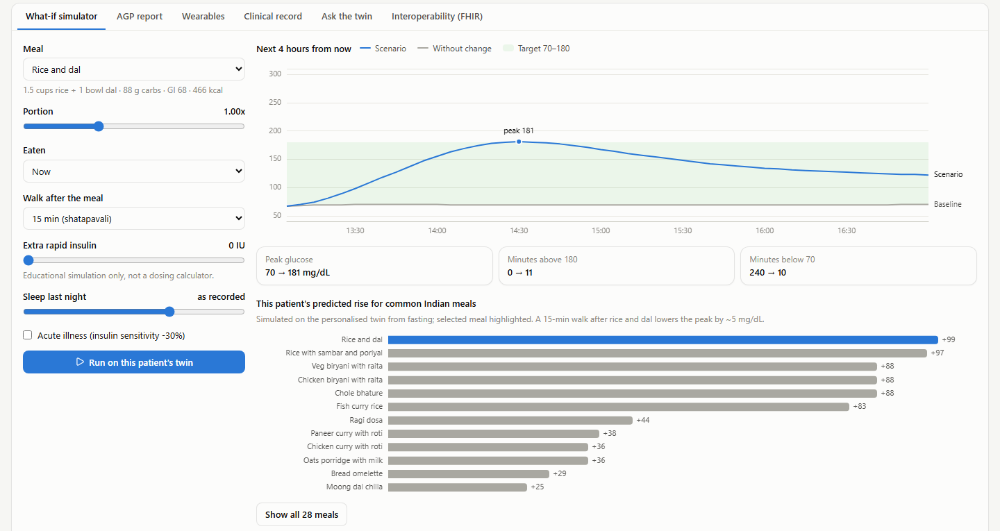 What-if simulator
AGP report
Wearables
Clinical record
Ask the twin
Interoperability (FHIR)
Meal
Rice and dal
1.5 cups rice + 1 bowl dal · 88 g carbs · GI 68 · 466 kcal
Portion 1.00x
Eaten
Now
Walk after the meal
15 min (shatapavali)
Extra rapid insulin 0 IU
Educational simulation only, not a dosing calculator.
Sleep last night as recorded
Acute illness (insulin sensitivity -30%)
Run on this patient's twin
Next 4 hours from now
Scenario
Without change
Target 70–180
300
250
200
150
100
50
peak 181
Scenario
Baseline
13:30
14:00
14:30
15:00
15:30
16:00
16:30
Peak glucose
70 → 181 mg/dL
Minutes above 180
0 → 11
Minutes below 70
240 → 10
This patient's predicted rise for common Indian meals
Simulated on the personalised twin from fasting; selected meal highlighted. A 15-min walk after rice and dal lowers the peak by ~5 mg/dL.
Rice and dal +99
Rice with sambar and poriyal +97
Veg biryani with raita +88
Chicken biryani with raita +88
Chole bhature +88
Fish curry rice +83
Ragi dosa +44
Paneer curry with roti +38
Chicken curry with roti +36
Oats porridge with milk +36
Bread omelette +29
Moong dal chilla +25
Show all 28 meals